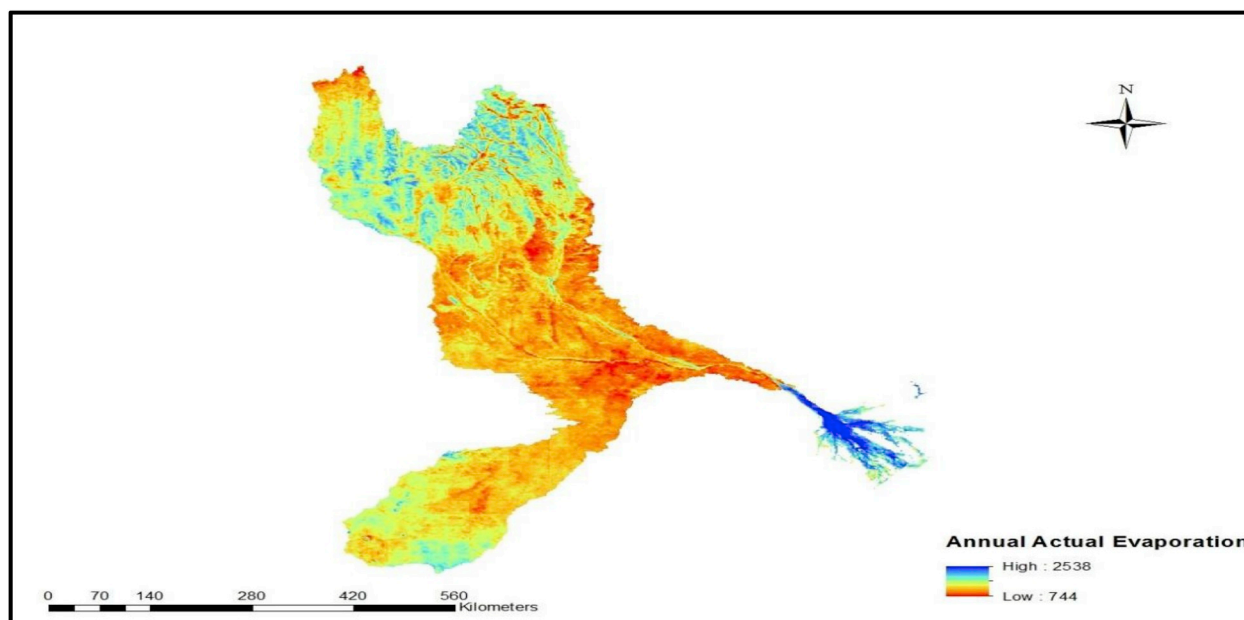 N
Annual Actual Evaporation
High : 2538
Low : 744
0 70 140 280 420 560
Kilometers